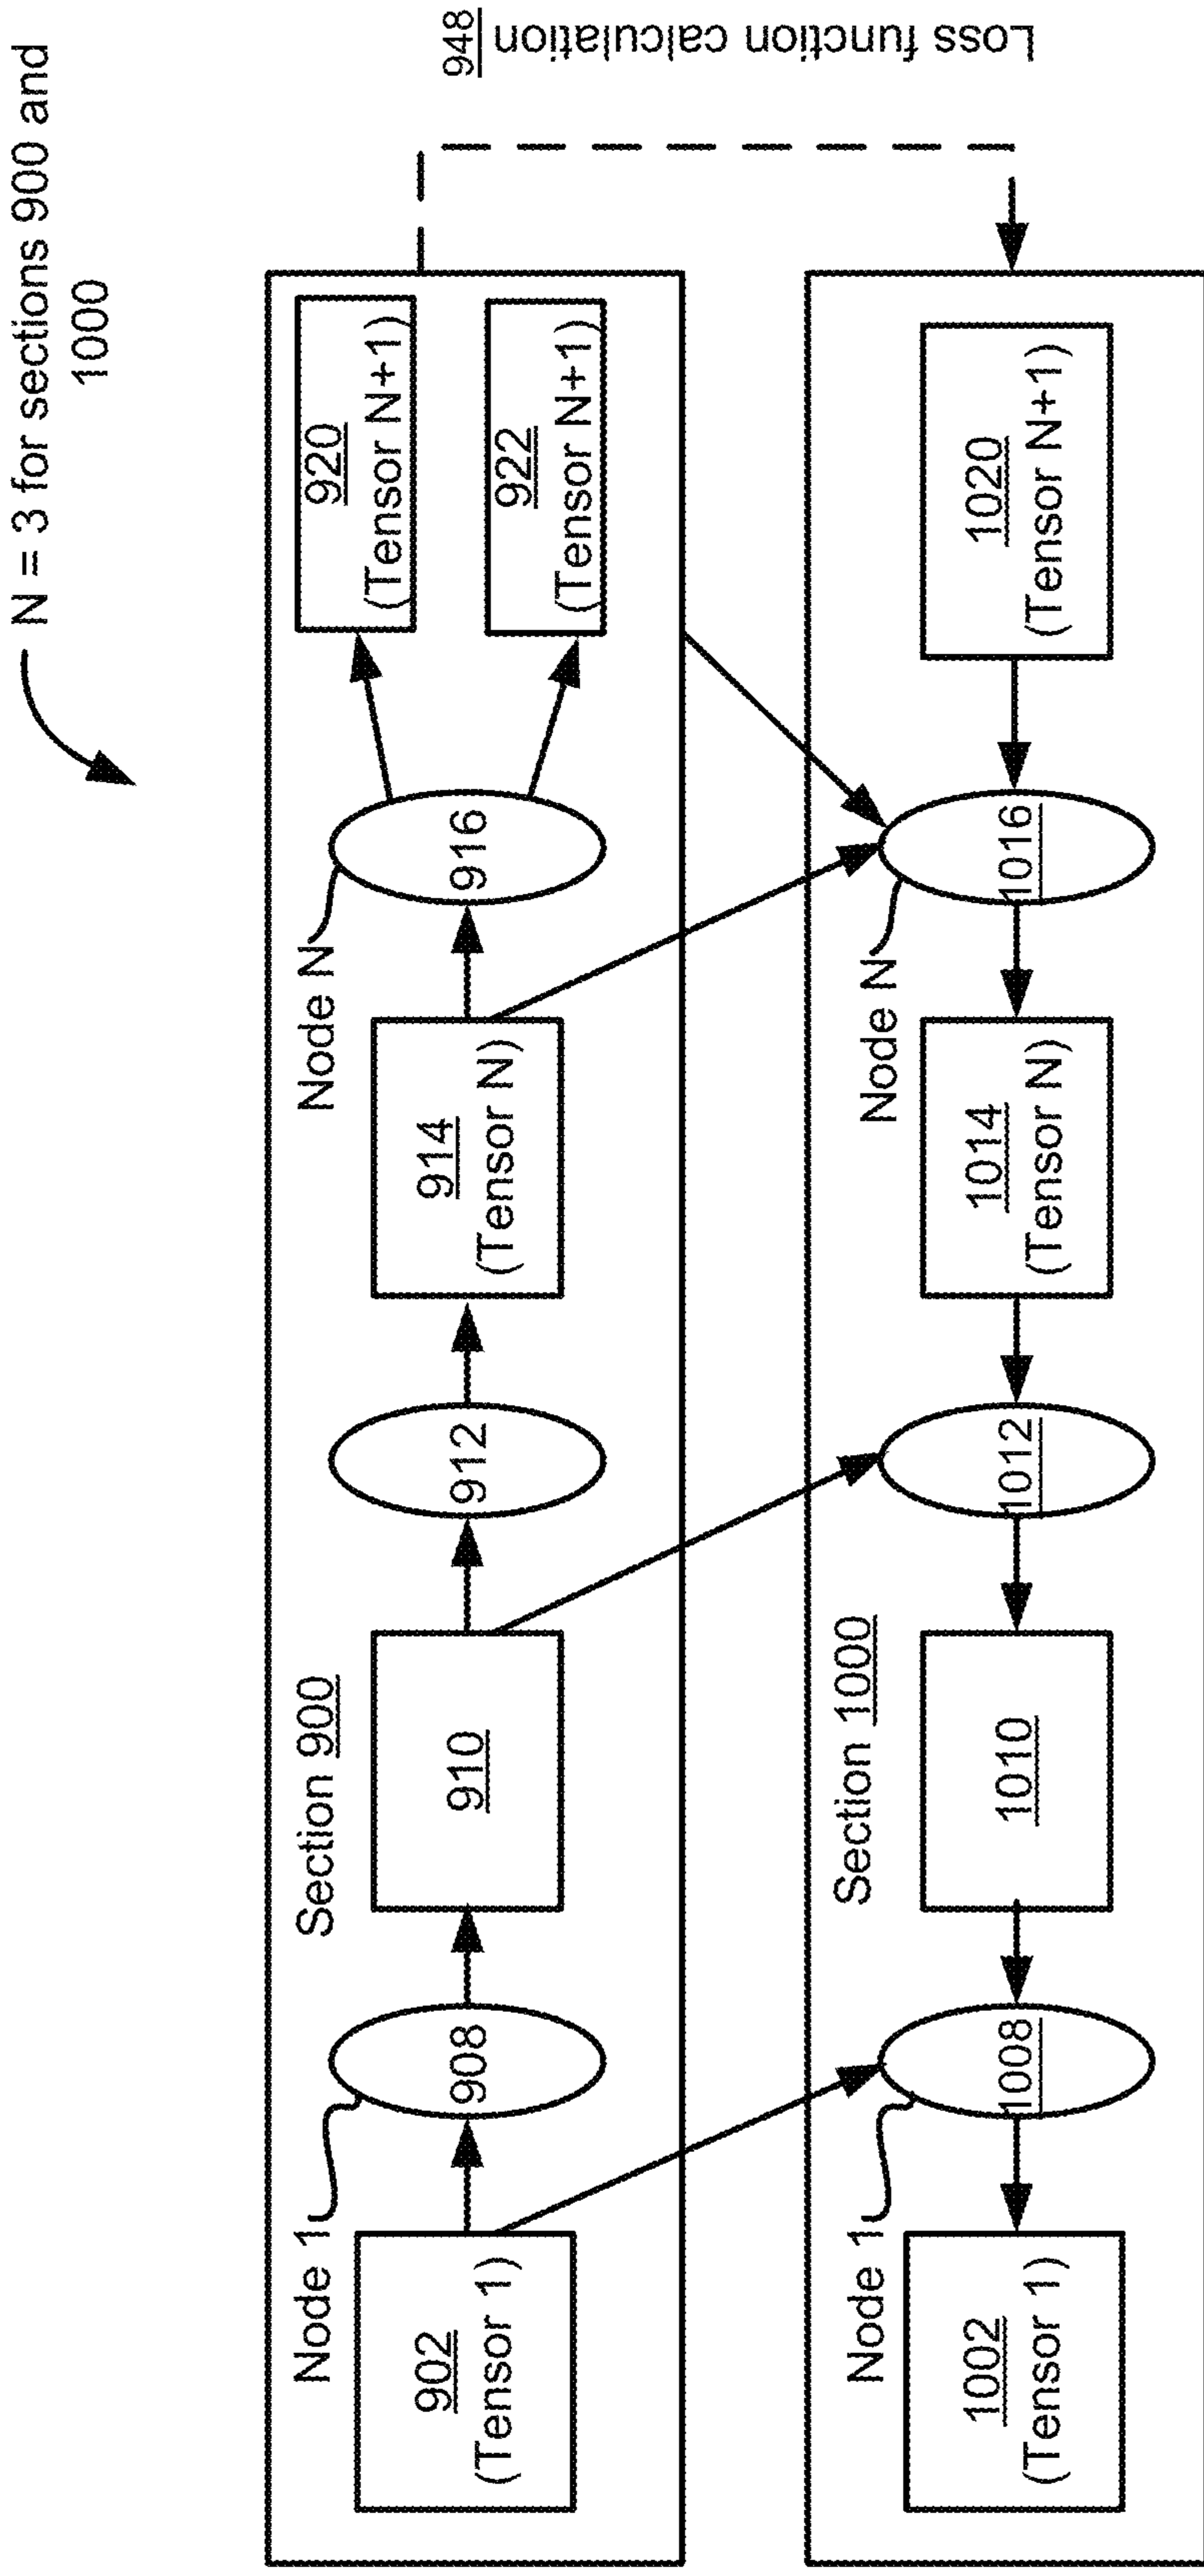 N = 3 for sections 900 and
1000
Section 900
Node 1
Node N
902
(Tensor 1)
908
910
912
914
(Tensor N)
916
920
(Tensor N+1)
922
(Tensor N+1)
Loss function calculation 948
Section 1000
Node 1
Node N
1002
(Tensor 1)
1008
1010
1012
1014
(Tensor N)
1016
1020
(Tensor N+1)